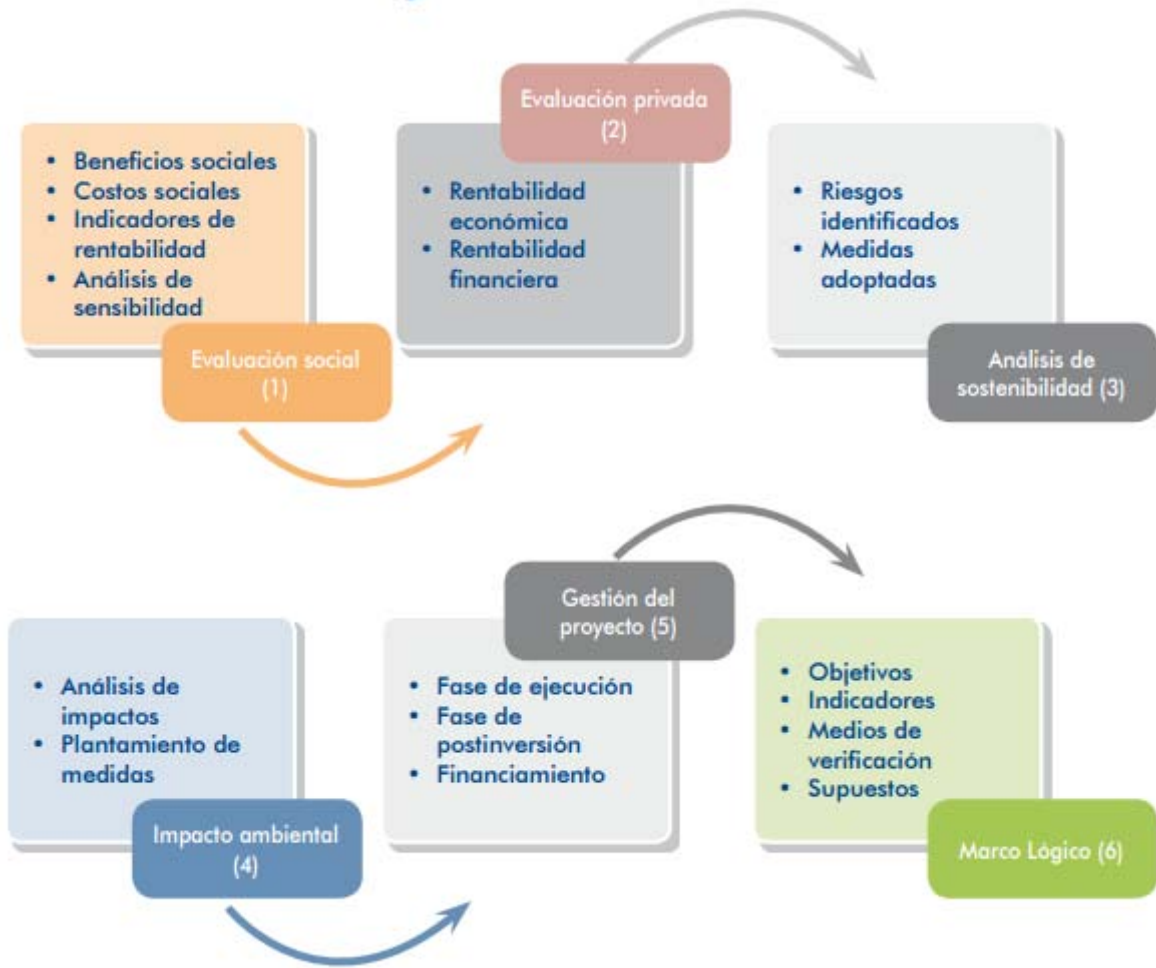 • Beneficios sociales
• Costos sociales
• Indicadores de
rentabilidad
• Análisis de
sensibilidad
Evaluación social
(1)
Evaluación privada
(2)
• Rentabilidad
económica
• Rentabilidad
financiera
• Riesgos
identificados
• Medidas
adoptadas
Análisis de
sostenibilidad (3)
• Análisis de
impactos
• Plantamiento de
medidas
Impacto ambiental
(4)
Gestión del
proyecto (5)
• Fase de ejecución
• Fase de
postinversión
• Financiamiento
• Objetivos
• Indicadores
• Medios de
verificación
• Supuestos
Marco Lógico (6)